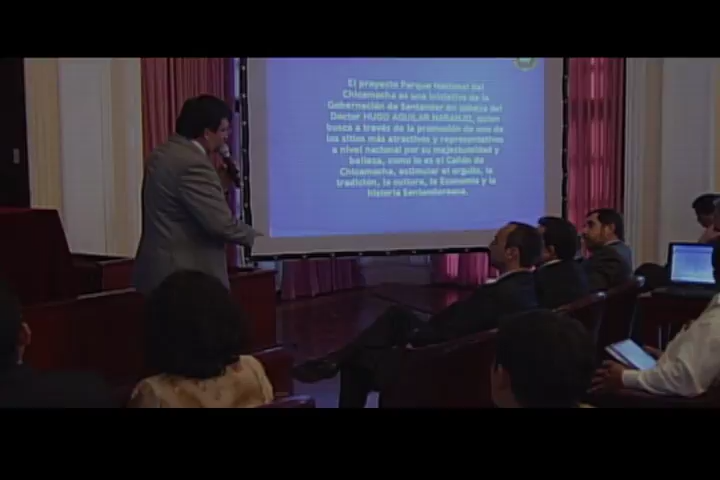 El proyecto Parque Nacional del
Chicamocha es una iniciativa de la
Gobernación de Santander en cabeza del
Doctor HUGO AGUILAR NARANJO, quien
busca a través de la promoción de uno de
los sitios más atractivos y representativos
a nivel nacional por su majestuosidad y
belleza, como lo es el Cañón de
Chicamocha, estimular el orgullo, la
tradición, la cultura, la Economía y la
historia Santandereana.